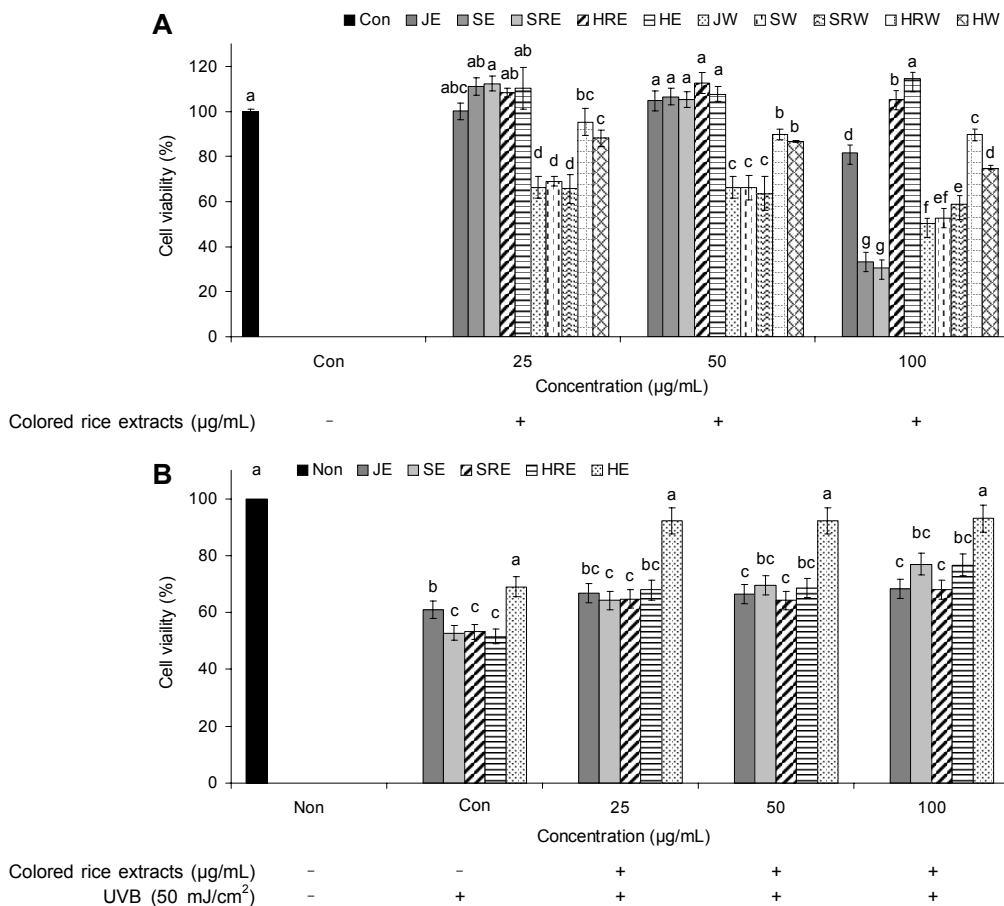 A
Con JE SE SRE HRE HE JW SW SRW HRW HW
120
100
80
60
40
20
0
Cell viability (%)
a
abc ab a ab ab d d d bc c
a a a a a c c c b b
d g g b a f ef e a d
Con 25 50 100
Concentration (µg/mL)
Colored rice extracts (µg/mL) - + + +
B
Non JE SE SRE HRE HE
100
80
60
40
20
0
Cell viaility (%)
a
b c c c a
bc c c bc a
c bc c bc a
c bc c bc a
Non Con 25 50 100
Concentration (µg/mL)
Colored rice extracts (µg/mL) - - + + +
UVB (50 mJ/cm²) - + + + +